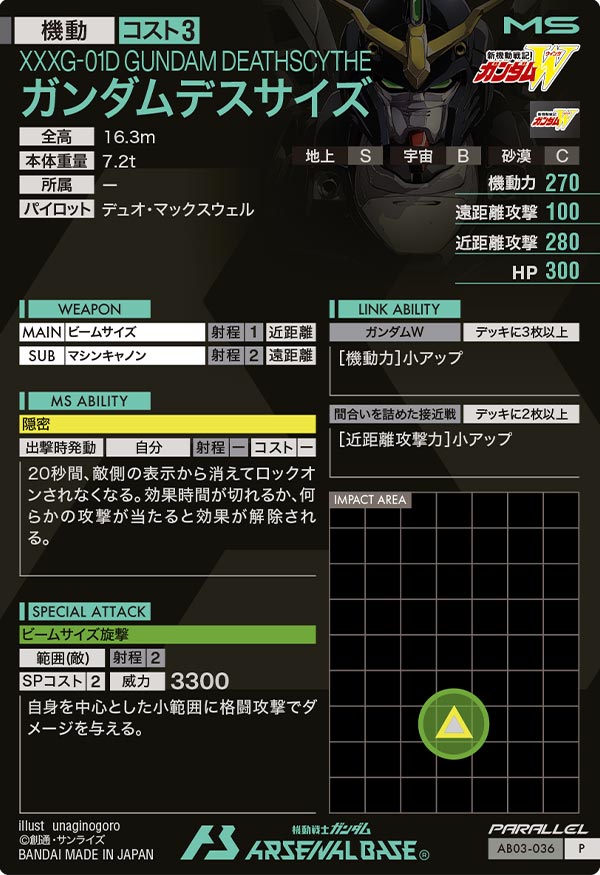 機動 コスト3 MS
XXXG-01D GUNDAM DEATHSCYTHE
ガンダムデスサイズ
新機動戦記 ガンダムW ウイング
新機動戦記 ガンダムW
全高 16.3m
本体重量 7.2t
所属 ー
パイロット デュオ・マックスウェル
地上 S 宇宙 B 砂漠 C
機動力 270
遠距離攻撃 100
近距離攻撃 280
HP 300
WEAPON
MAIN ビームサイズ 射程 1 近距離
SUB マシンキャノン 射程 2 遠距離
MS ABILITY
隠密
出撃時発動 自分 射程 ー コスト ー
20秒間、敵側の表示から消えてロックオ
ンされなくなる。効果時間が切れるか、何
らかの攻撃が当たると効果が解除され
る。
SPECIAL ATTACK
ビームサイズ旋撃
範囲(敵) 射程 2
SPコスト 2 威力 3300
自身を中心とした小範囲に格闘攻撃でダ
メージを与える。
LINK ABILITY
ガンダムW デッキに3枚以上
[機動力]小アップ
間合いを詰めた接近戦 デッキに2枚以上
[近距離攻撃力]小アップ
IMPACT AREA
illust unaginogoro
©創通・サンライズ
BANDAI MADE IN JAPAN
機動戦士ガンダム
ARSENAL BASE®
PARALLEL
AB03-036 P